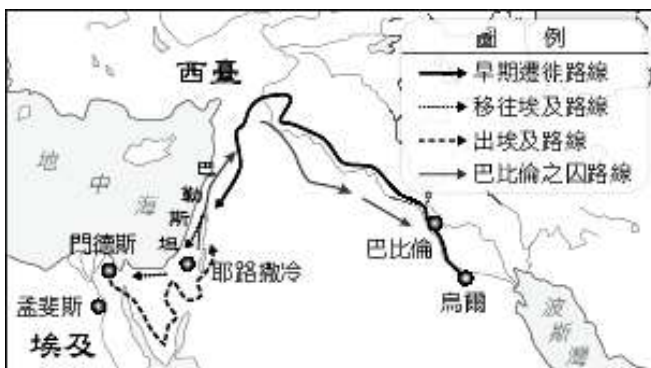 圖 例
早期遷徙路線
移往埃及路線
出埃及路線
巴比倫之囚路線
西臺
地中海
巴勒斯坦
門德斯
耶路撒冷
孟斐斯
埃及
巴比倫
烏爾
波斯灣